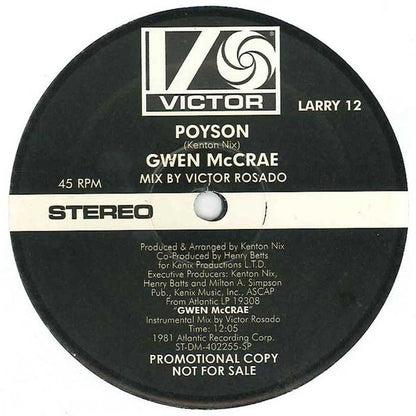 VICTOR
LARRY 12
POYSON
(Kenton Nix)
GWEN McCRAE
MIX BY VICTOR ROSADO
45 RPM
STEREO
Produced & Arranged by Kenton Nix
Co-Produced by Henry Betts
for Kenix Productions L.T.D.
Executive Producers: Kenton Nix,
Henry Batts and Milton A. Simpson
Pub., Kenix Music, Inc., ASCAP
From Atlantic LP 19308
"GWEN McCRAE"
Instrumental Mix by Victor Rosado
Time: 12:05
1981 Atlantic Recording Corp.
ST-DM-402255-SP
PROMOTIONAL COPY
NOT FOR SALE